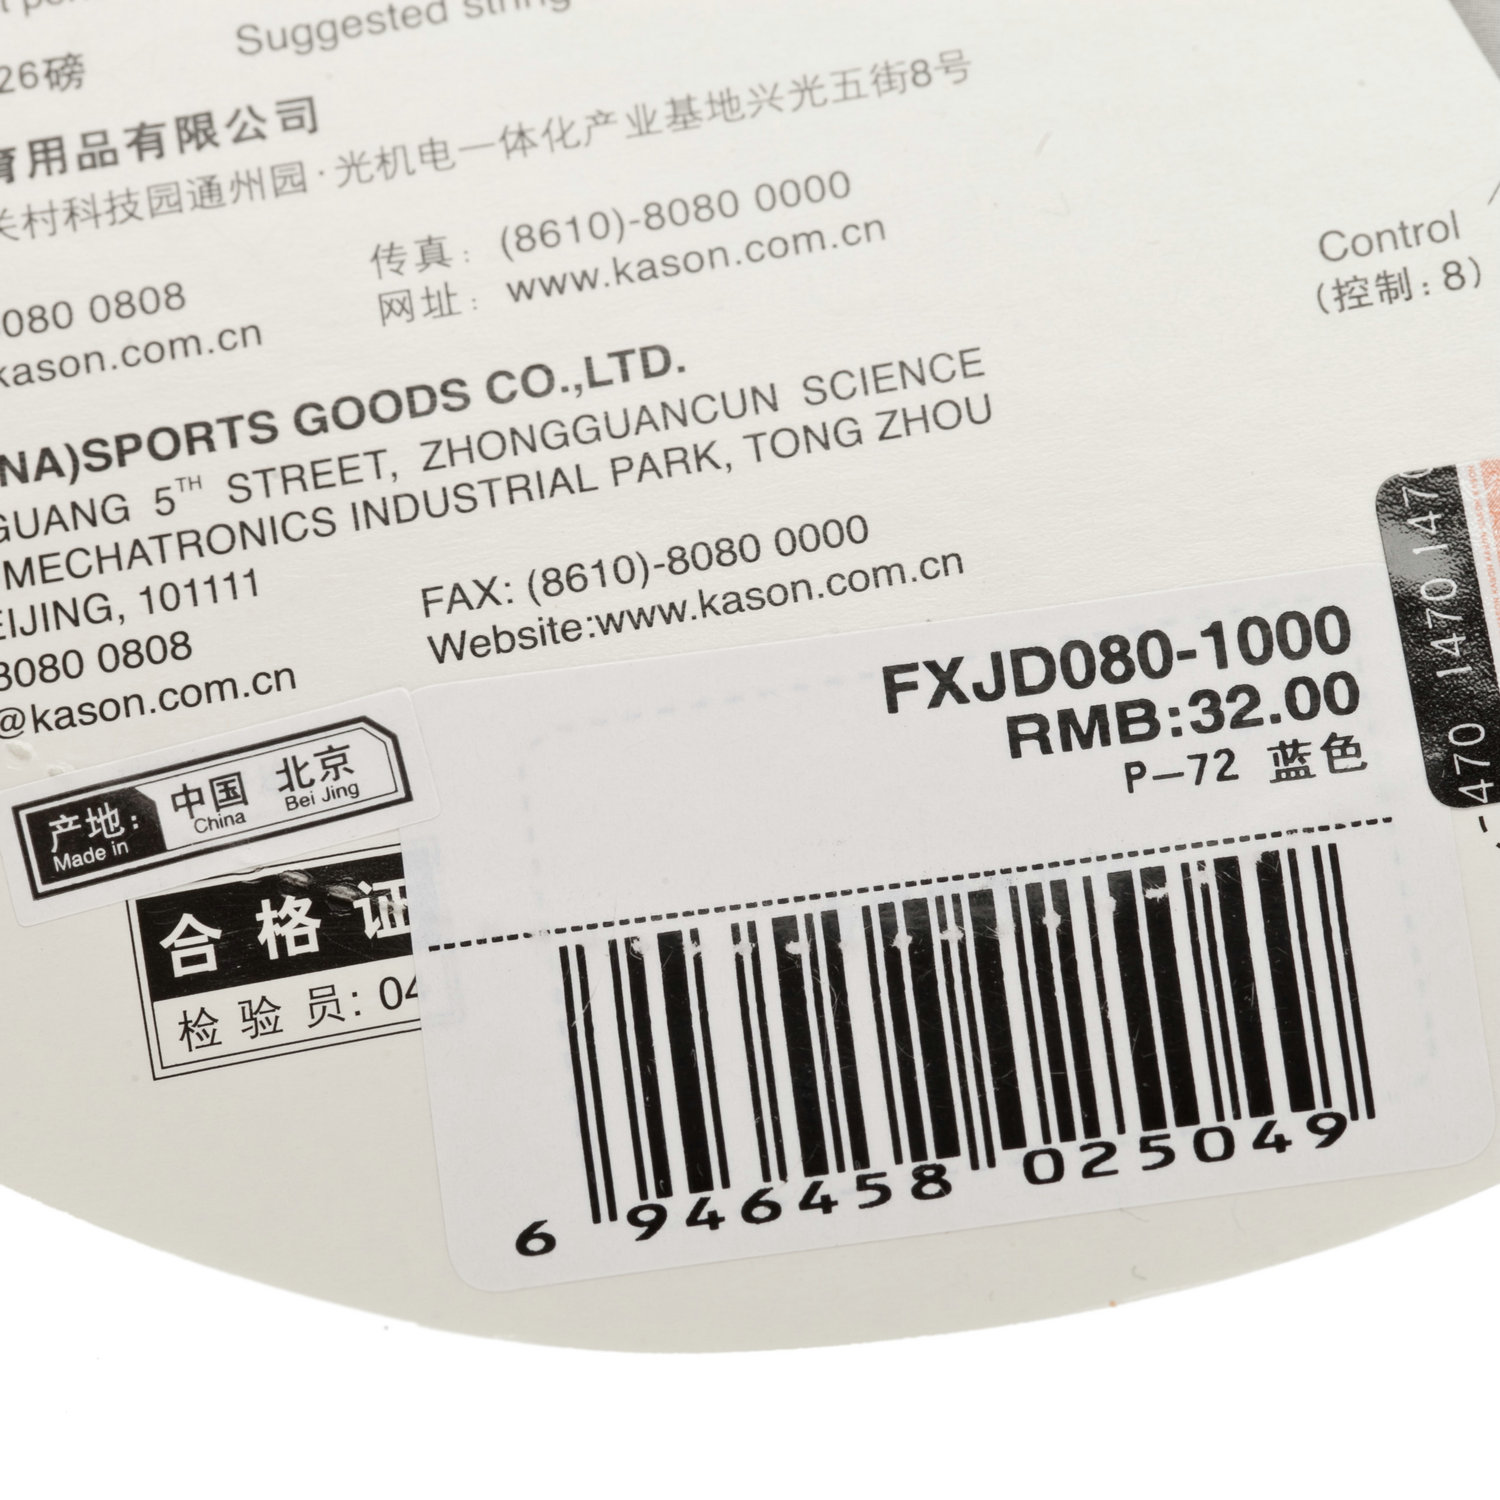 Suggested string
26磅
育用品有限公司
关村科技园通州园·光机电一体化产业基地兴光五街8号
传真：(8610)-8080 0000
080 0808
网址：www.kason.com.cn
kason.com.cn
Control
(控制：8)
NA)SPORTS GOODS CO.,LTD.
GUANG 5TH STREET, ZHONGGUANCUN SCIENCE
MECHATRONICS INDUSTRIAL PARK, TONG ZHOU
EIJING, 101111
FAX: (8610)-8080 0000
8080 0808
Website:www.kason.com.cn
@kason.com.cn
产地：中国 北京
Made in China Bei Jing
合格证
检验员：04
FXJD080-1000
RMB:32.00
P-72 蓝色
6 946458 025049
1470 1470 1470